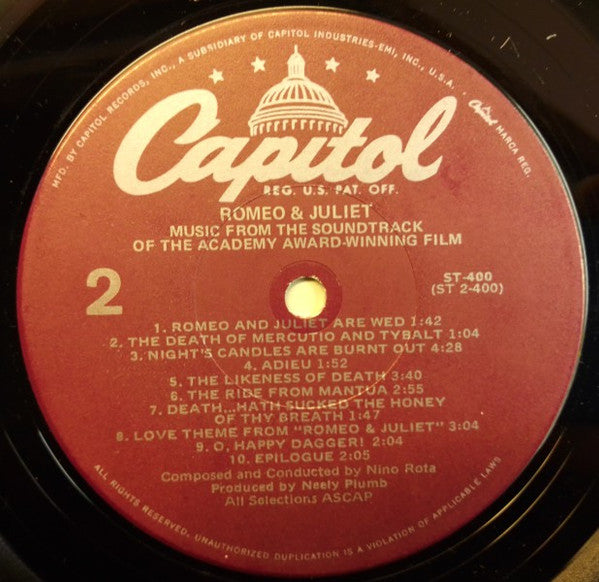 MFD. BY CAPITOL RECORDS, INC., A SUBSIDIARY OF CAPITOL INDUSTRIES-EMI, INC., U.S.A. Capitol MARCA REG.
Capitol
REG. U.S. PAT. OFF.
ROMEO & JULIET
MUSIC FROM THE SOUNDTRACK
OF THE ACADEMY AWARD-WINNING FILM
2
ST-400
(ST 2-400)
1. ROMEO AND JULIET ARE WED 1:42
2. THE DEATH OF MERCUTIO AND TYBALT 1:04
3. NIGHT'S CANDLES ARE BURNT OUT 4:28
4. ADIEU 1:52
5. THE LIKENESS OF DEATH 3:40
6. THE RIDE FROM MANTUA 2:55
7. DEATH...HATH SUCKED THE HONEY
OF THY BREATH 1:47
8. LOVE THEME FROM "ROMEO & JULIET" 3:04
9. O, HAPPY DAGGER! 2:04
10. EPILOGUE 2:05
Composed and Conducted by Nino Rota
Produced by Neely Plumb
All Selections ASCAP
ALL RIGHTS RESERVED. UNAUTHORIZED DUPLICATION IS A VIOLATION OF APPLICABLE LAWS